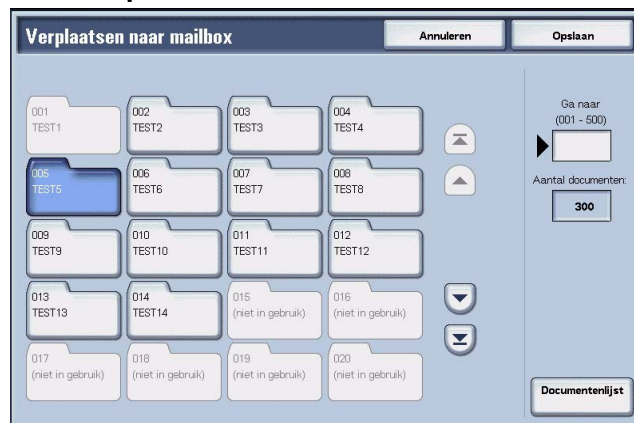 Verplaatsen naar mailbox
Annuleren
Opslaan
001
TEST1
002
TEST2
003
TEST3
004
TEST4
005
TEST5
006
TEST6
007
TEST7
008
TEST8
009
TEST9
010
TEST10
011
TEST11
012
TEST12
013
TEST13
014
TEST14
015
(niet in gebruik)
016
(niet in gebruik)
017
(niet in gebruik)
018
(niet in gebruik)
019
(niet in gebruik)
020
(niet in gebruik)
Ga naar
(001 - 500)
Aantal documenten:
300
Documentenlijst